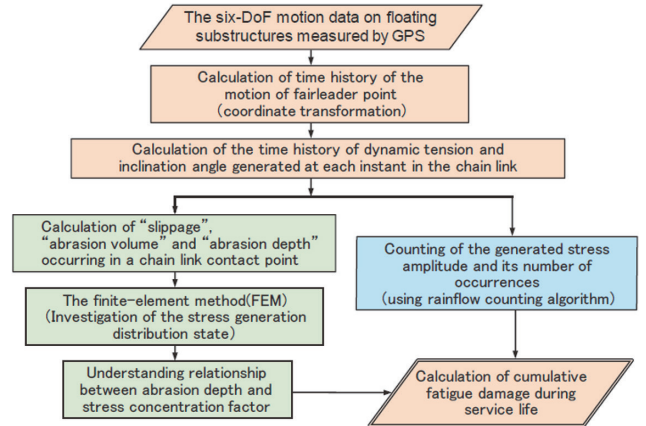 The six-DoF motion data on floating
substructures measured by GPS
Calculation of time history of the
motion of fairleader point
(coordinate transformation)
Calculation of the time history of dynamic tension and
inclination angle generated at each instant in the chain link
Calculation of “slippage”,
“abrasion volume” and “abrasion depth”
occurring in a chain link contact point
The finite-element method(FEM)
(Investigation of the stress generation
distribution state)
Understanding relationship
between abrasion depth and
stress concentration factor
Counting of the generated stress
amplitude and its number of
occurrences
(using rainflow counting algorithm)
Calculation of cumulative
fatigue damage during
service life